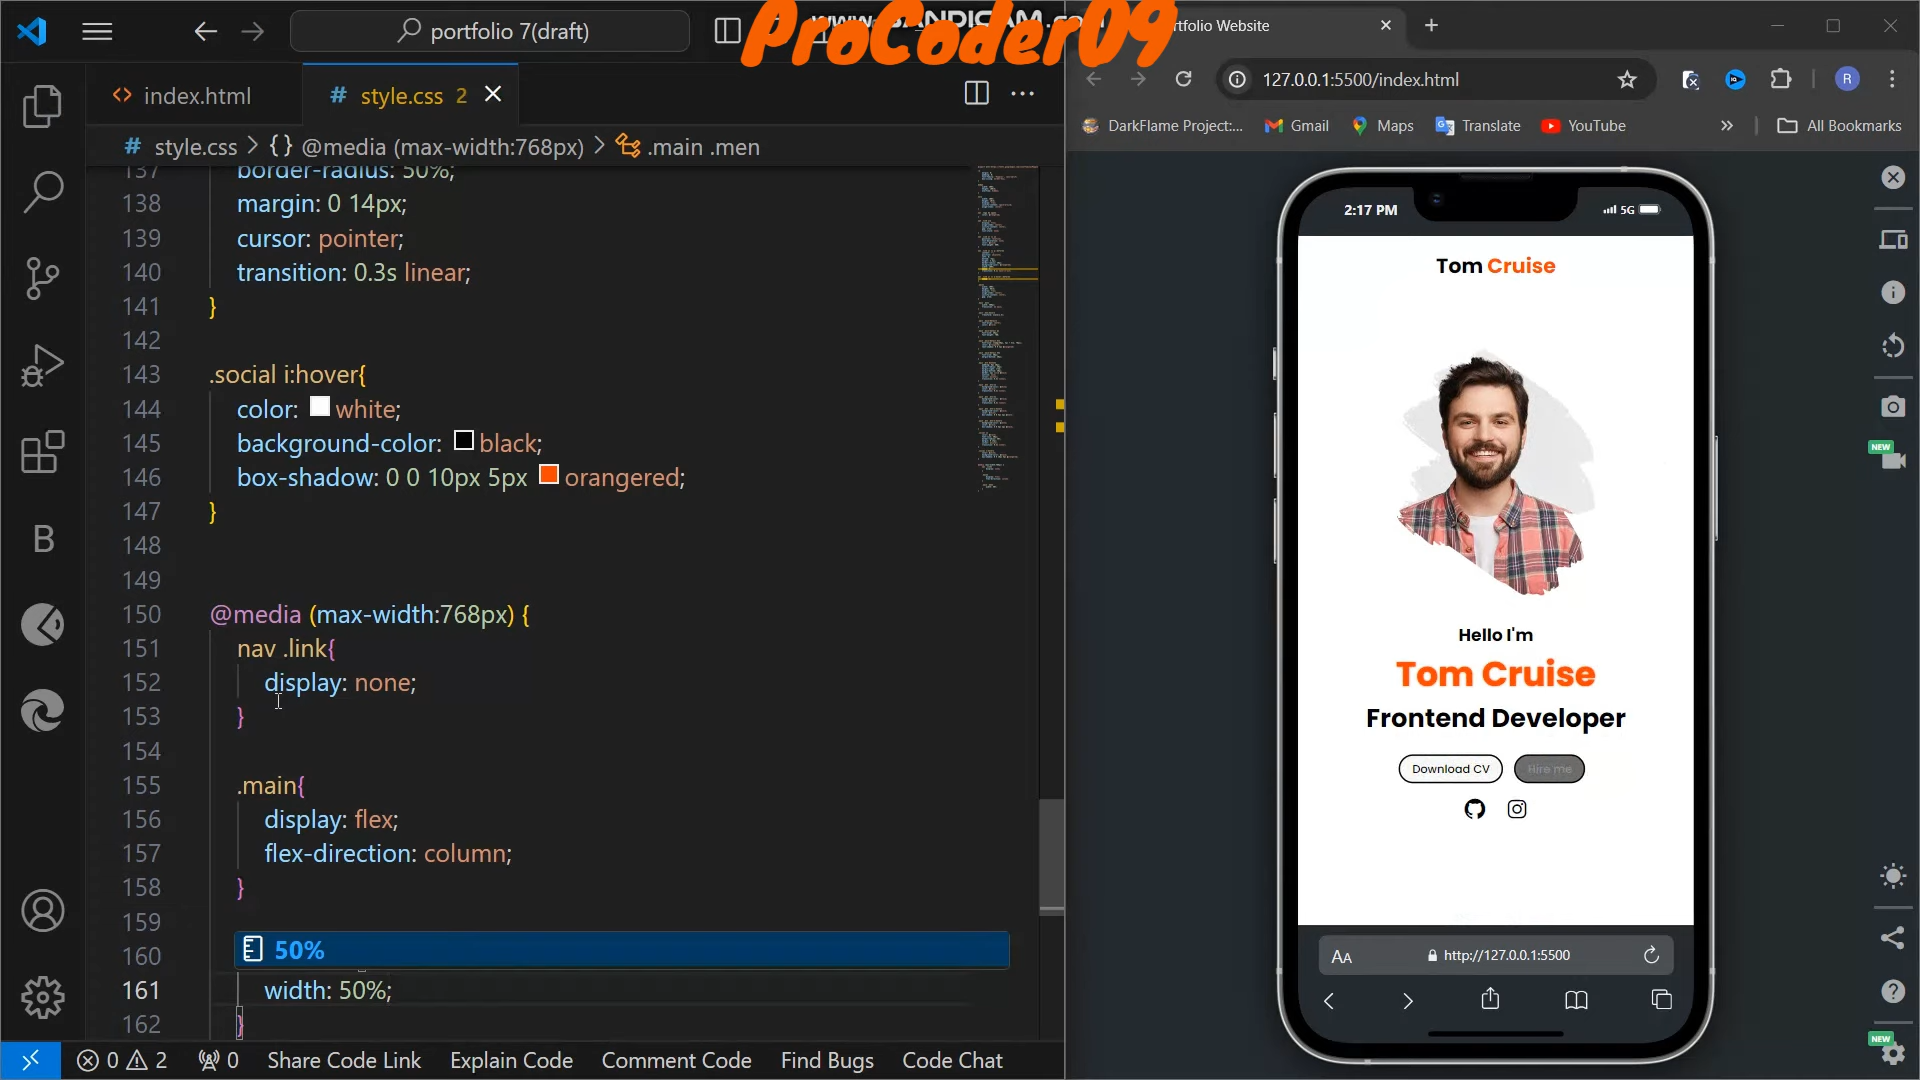 portfolio 7(draft)
www.BANDICAM.com
ProCoder09
rtfolio Website
index.html
style.css 2
127.0.0.1:5500/index.html
R
DarkFlame Project:...
Gmail
Maps
Translate
YouTube
All Bookmarks
style.css > {} @media (max-width:768px) > .main .men
137 border-radius: 50%;
138 margin: 0 14px;
139 cursor: pointer;
140 transition: 0.3s linear;
141 }
142
143 .social i:hover{
144 color: white;
145 background-color: black;
146 box-shadow: 0 0 10px 5px orangered;
147 }
148
149
150 @media (max-width:768px) {
151 nav .link{
152 display: none;
153 }
154
155 .main{
156 display: flex;
157 flex-direction: column;
158 }
159
160
50%
161 width: 50%;
162 }
0 2 0 Share Code Link Explain Code Comment Code Find Bugs Code Chat
2:17 PM
5G
Tom Cruise
Hello I'm
Tom Cruise
Frontend Developer
Download CV
Hire me
AA
http://127.0.0.1:5500
NEW
NEW